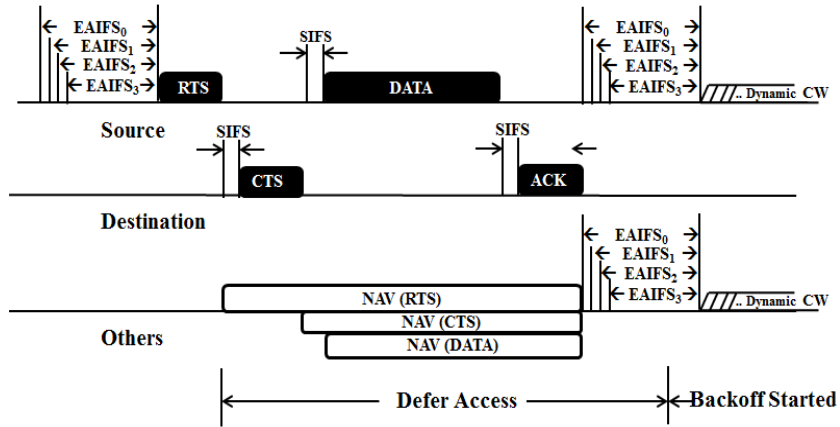 EAIFS0
EAIFS1
EAIFS2
EAIFS3
RTS
SIFS
DATA
EAIFS0
EAIFS1
EAIFS2
EAIFS3
.. Dynamic CW
Source
SIFS
CTS
SIFS
ACK
Destination
EAIFS0
EAIFS1
EAIFS2
EAIFS3
.. Dynamic CW
NAV (RTS)
NAV (CTS)
NAV (DATA)
Others
Defer Access
Backoff Started